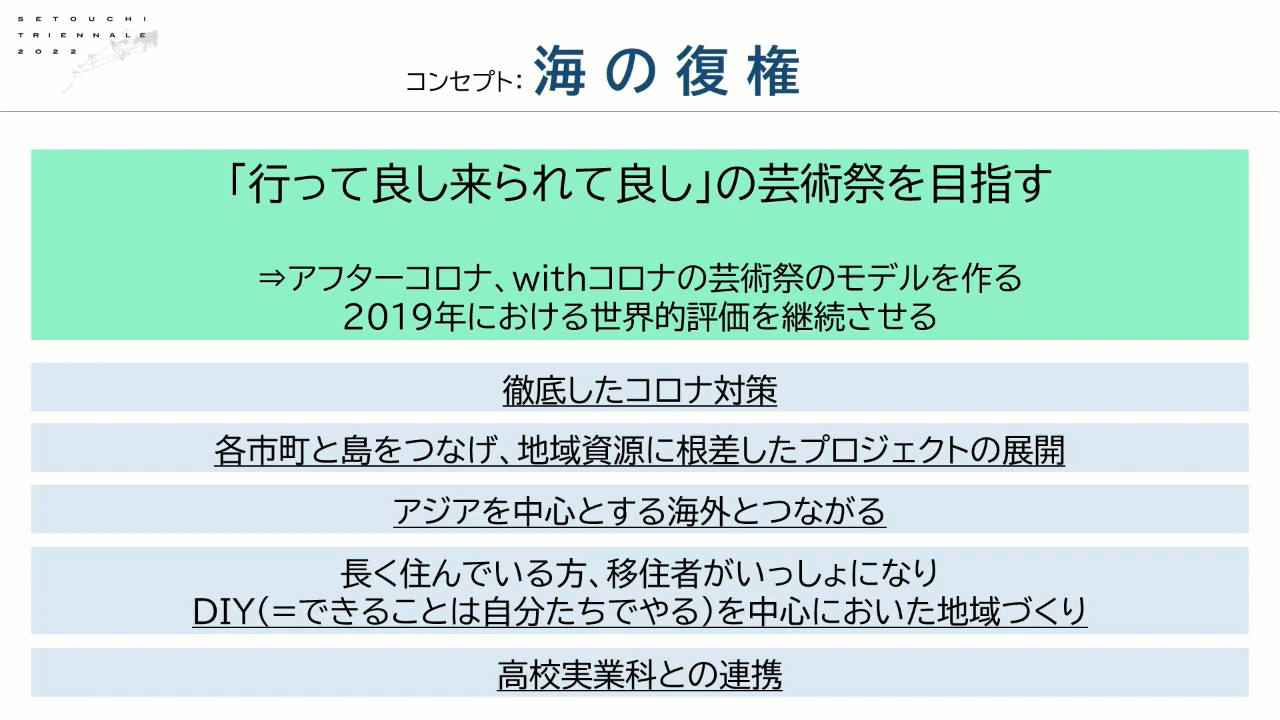 SETOUCHI
TRIENNALE
2022
コンセプト: 海の復権
「行って良し来られて良し」の芸術祭を目指す
⇒アフターコロナ、withコロナの芸術祭のモデルを作る
2019年における世界的評価を継続させる
徹底したコロナ対策
各市町と島をつなげ、地域資源に根差したプロジェクトの展開
アジアを中心とする海外とつながる
長く住んでいる方、移住者がいっしょになり
DIY(=できることは自分たちでやる)を中心においた地域づくり
高校実業科との連携